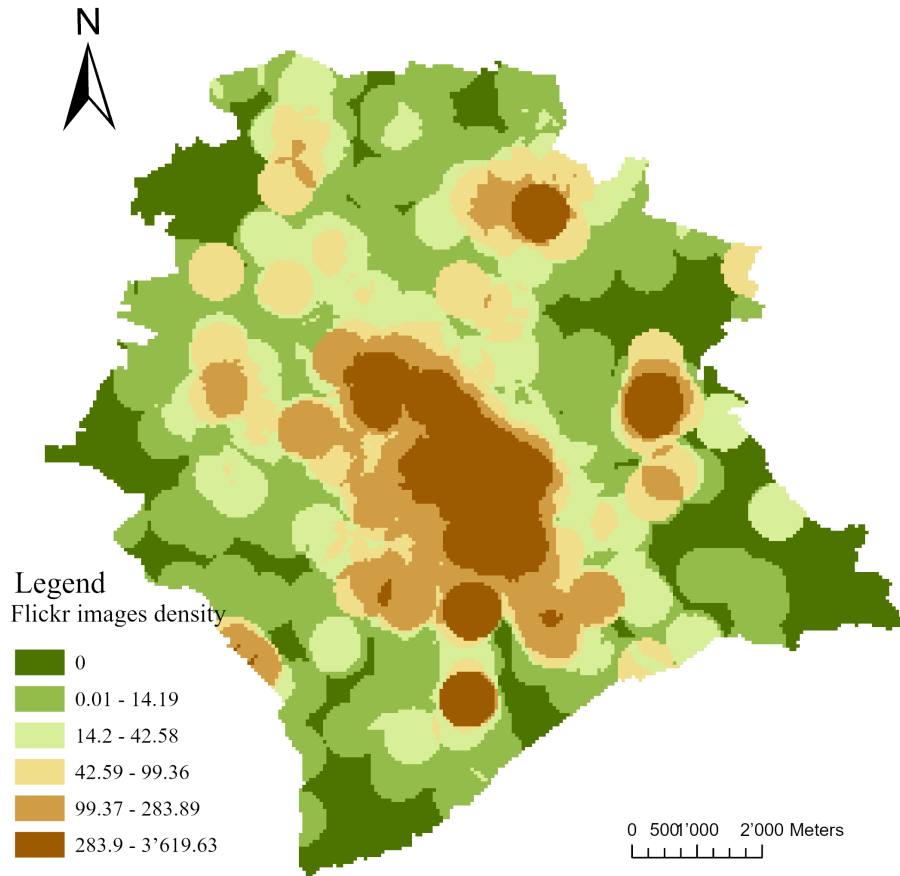 N
Legend
Flickr images density
0
0.01 - 14.19
14.2 - 42.58
42.59 - 99.36
99.37 - 283.89
283.9 - 3’619.63
0 500 1’000 2’000 Meters